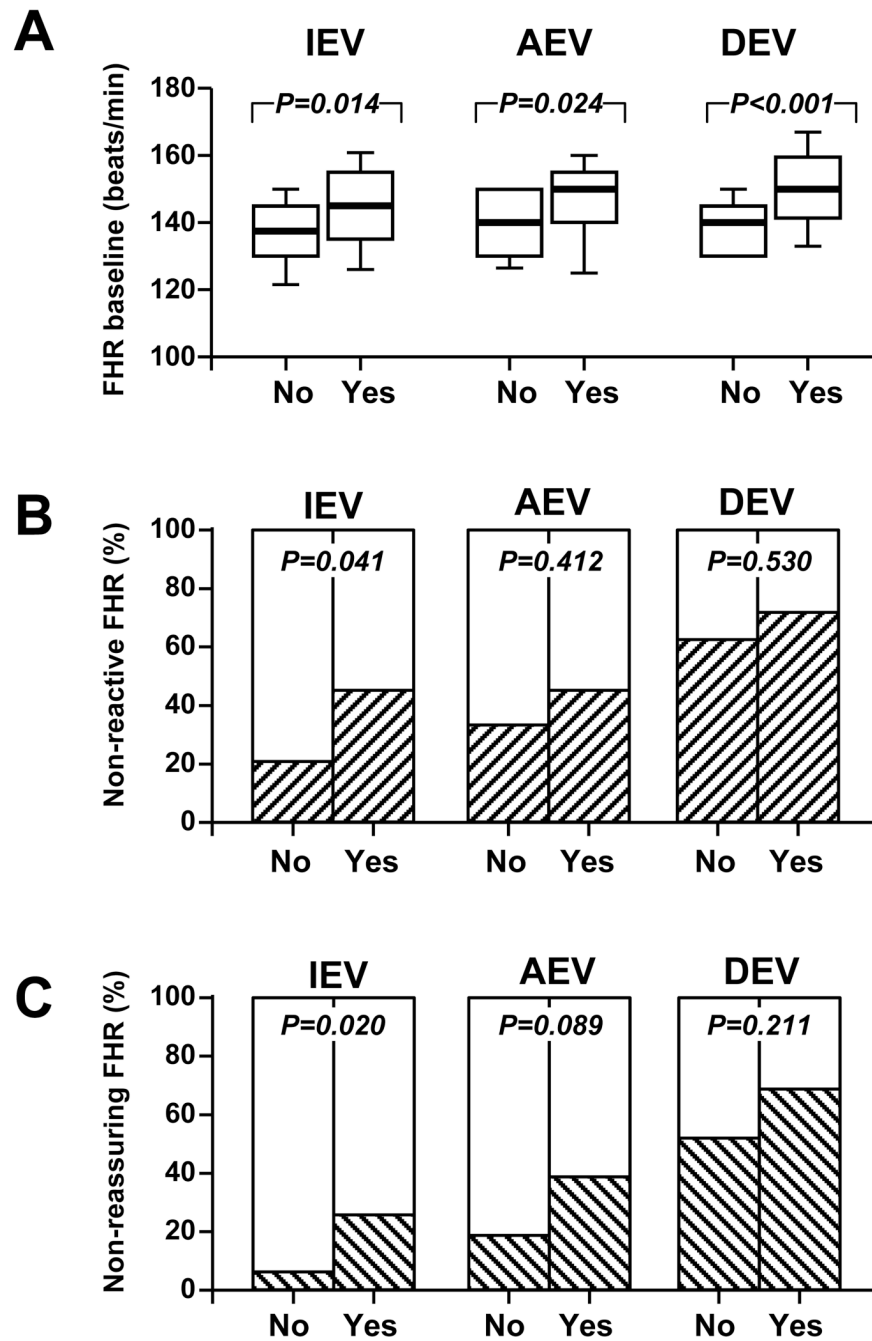 A
IEV AEV DEV
FHR baseline (beats/min)
180
160
140
120
100
P=0.014 P=0.024 P<0.001
No Yes No Yes No Yes
B
IEV AEV DEV
Non-reactive FHR (%)
100
80
60
40
20
0
P=0.041 P=0.412 P=0.530
No Yes No Yes No Yes
C
IEV AEV DEV
Non-reassuring FHR (%)
100
80
60
40
20
0
P=0.020 P=0.089 P=0.211
No Yes No Yes No Yes